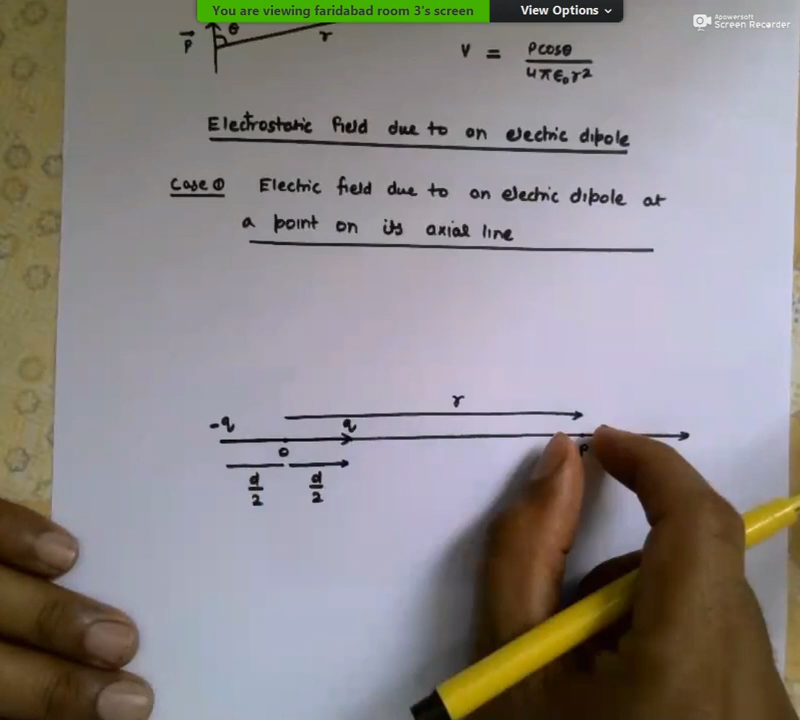 You are viewing faridabad room 3's screen
View Options
Apowersoft
Screen Recorder
P
θ
r
V = pcosθ / 4πϵ₀r²
Electrostatic field due to an electric dipole
Case ① Electric field due to an electric dipole at
a point on its axial line
r
-q
q
O
P
d/2
d/2